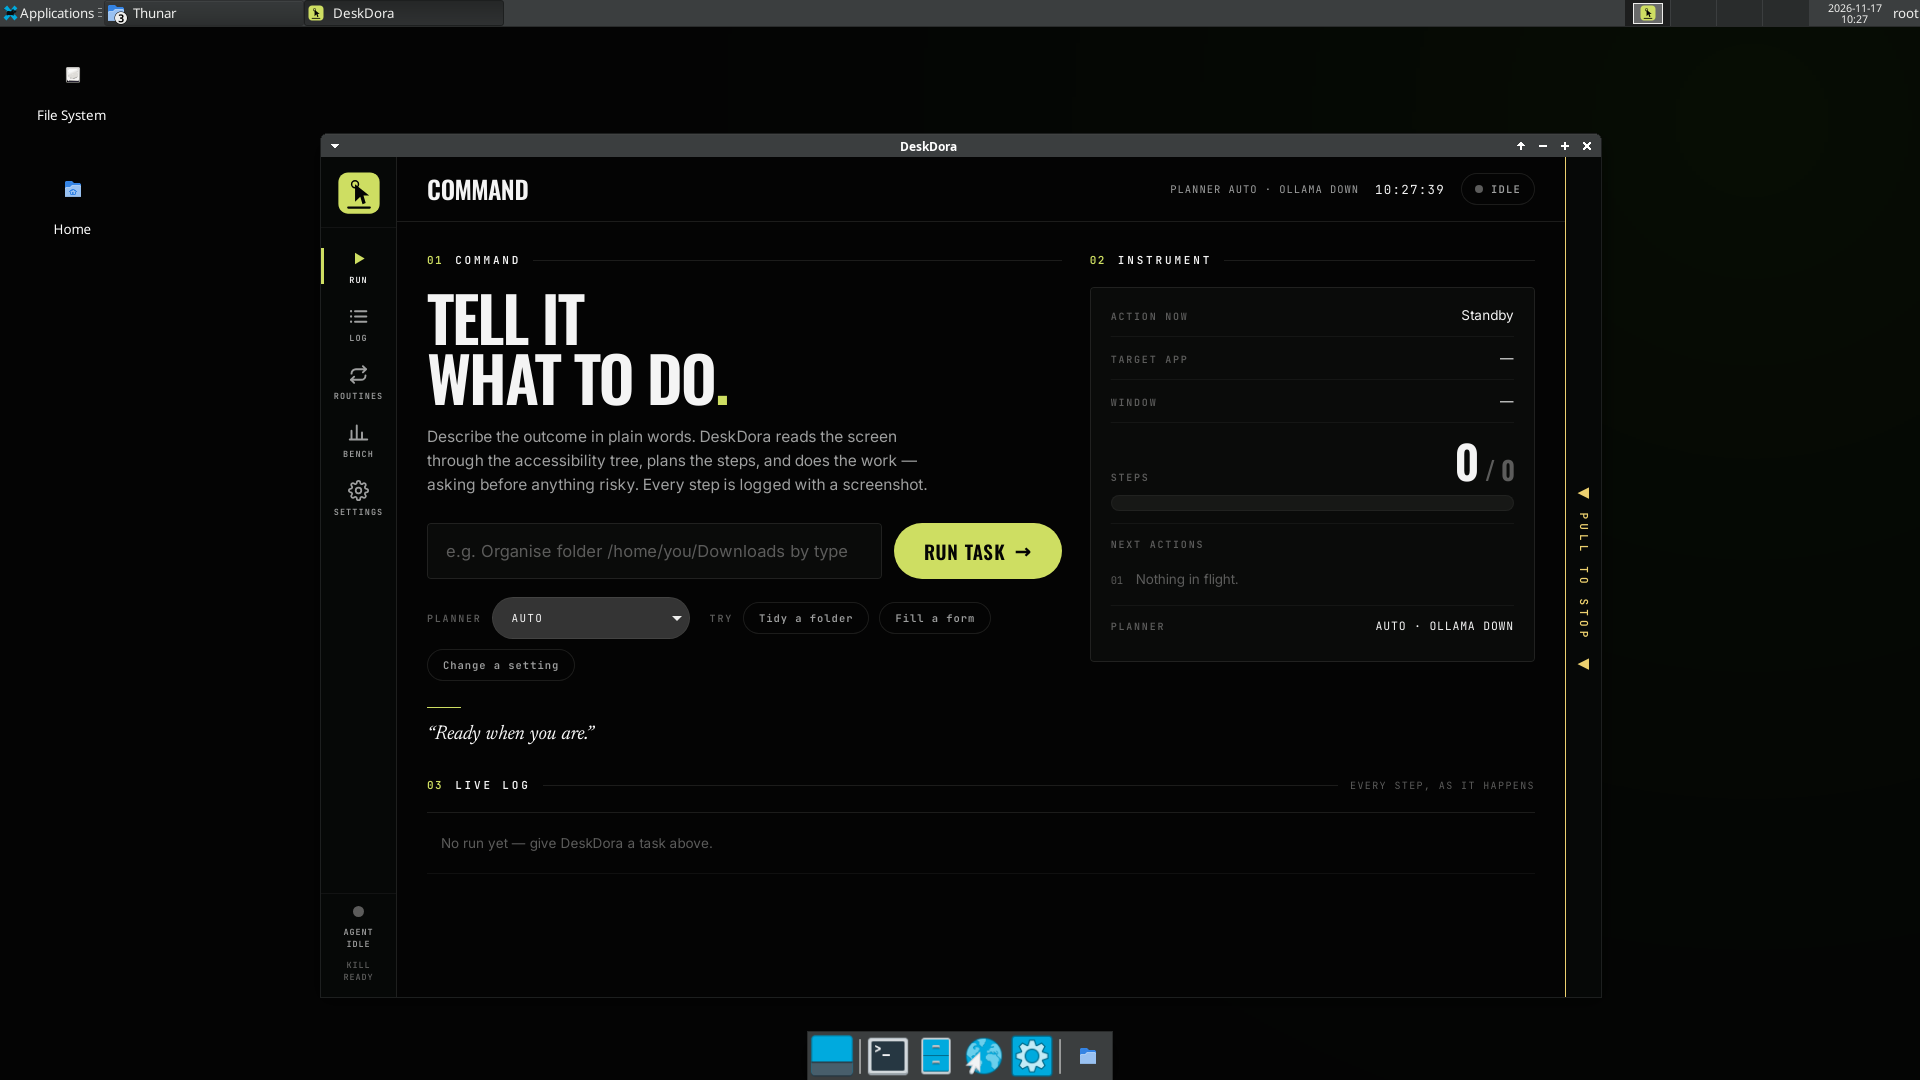 Applications
3
Thunar
DeskDora
2026-11-17
10:27
root
File System
Home
DeskDora
COMMAND
PLANNER AUTO · OLLAMA DOWN
10:27:39
IDLE
RUN
LOG
ROUTINES
BENCH
SETTINGS
AGENT
IDLE
KILL
READY
01 COMMAND
TELL IT
WHAT TO DO.
Describe the outcome in plain words. DeskDora reads the screen
through the accessibility tree, plans the steps, and does the work —
asking before anything risky. Every step is logged with a screenshot.
e.g. Organise folder /home/you/Downloads by type
RUN TASK →
PLANNER
AUTO
TRY
Tidy a folder
Fill a form
Change a setting
“Ready when you are.”
02 INSTRUMENT
ACTION NOW
Standby
TARGET APP
—
WINDOW
—
STEPS
0 / 0
NEXT ACTIONS
01 Nothing in flight.
PLANNER
AUTO · OLLAMA DOWN
03 LIVE LOG
EVERY STEP, AS IT HAPPENS
No run yet — give DeskDora a task above.
PULL TO STOP